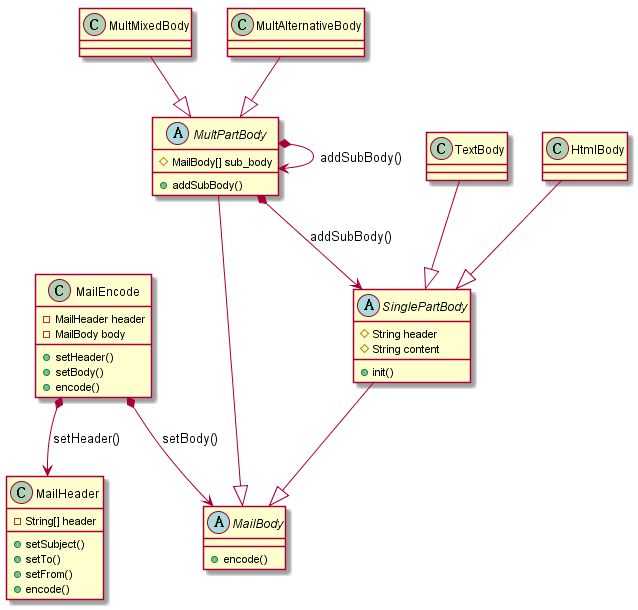 C MultMixedBody
C MultAlternativeBody
A MultPartBody
MailBody[] sub_body
addSubBody()
addSubBody()
C TextBody
C HtmlBody
addSubBody()
C MailEncode
MailHeader header
MailBody body
setHeader()
setBody()
encode()
A SinglePartBody
String header
String content
init()
setHeader()
setBody()
C MailHeader
String[] header
setSubject()
setTo()
setFrom()
encode()
A MailBody
encode()